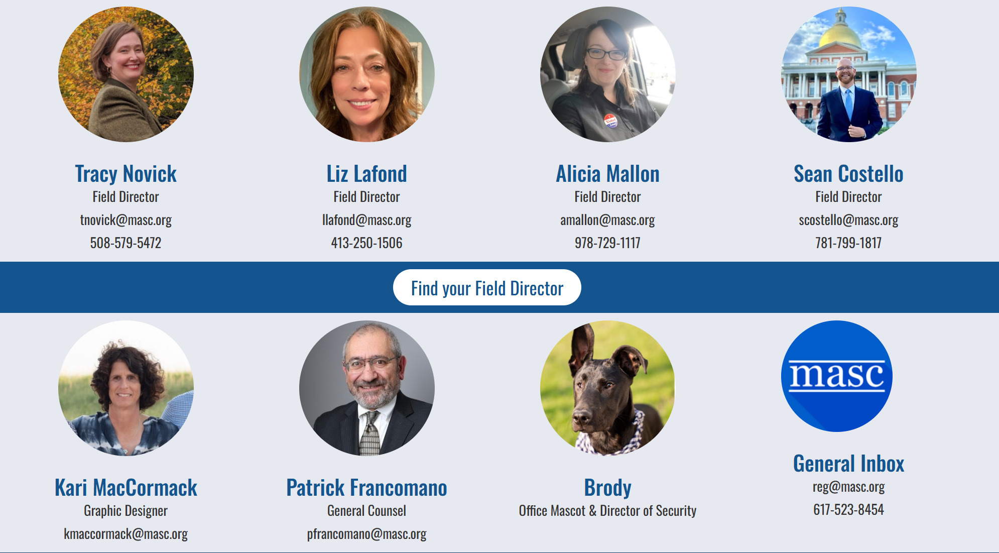 Tracy Novick
Field Director
tnovick@masc.org
508-579-5472
Liz Lafond
Field Director
llafond@masc.org
413-250-1506
Alicia Mallon
Field Director
amallon@masc.org
978-729-1117
Sean Costello
Field Director
scostello@masc.org
781-799-1817
I
Voted
Find your Field Director
Kari MacCormack
Graphic Designer
kmaccormack@masc.org
Patrick Francomano
General Counsel
pfrancomano@masc.org
Brody
Office Mascot & Director of Security
masc
General Inbox
reg@masc.org
617-523-8454